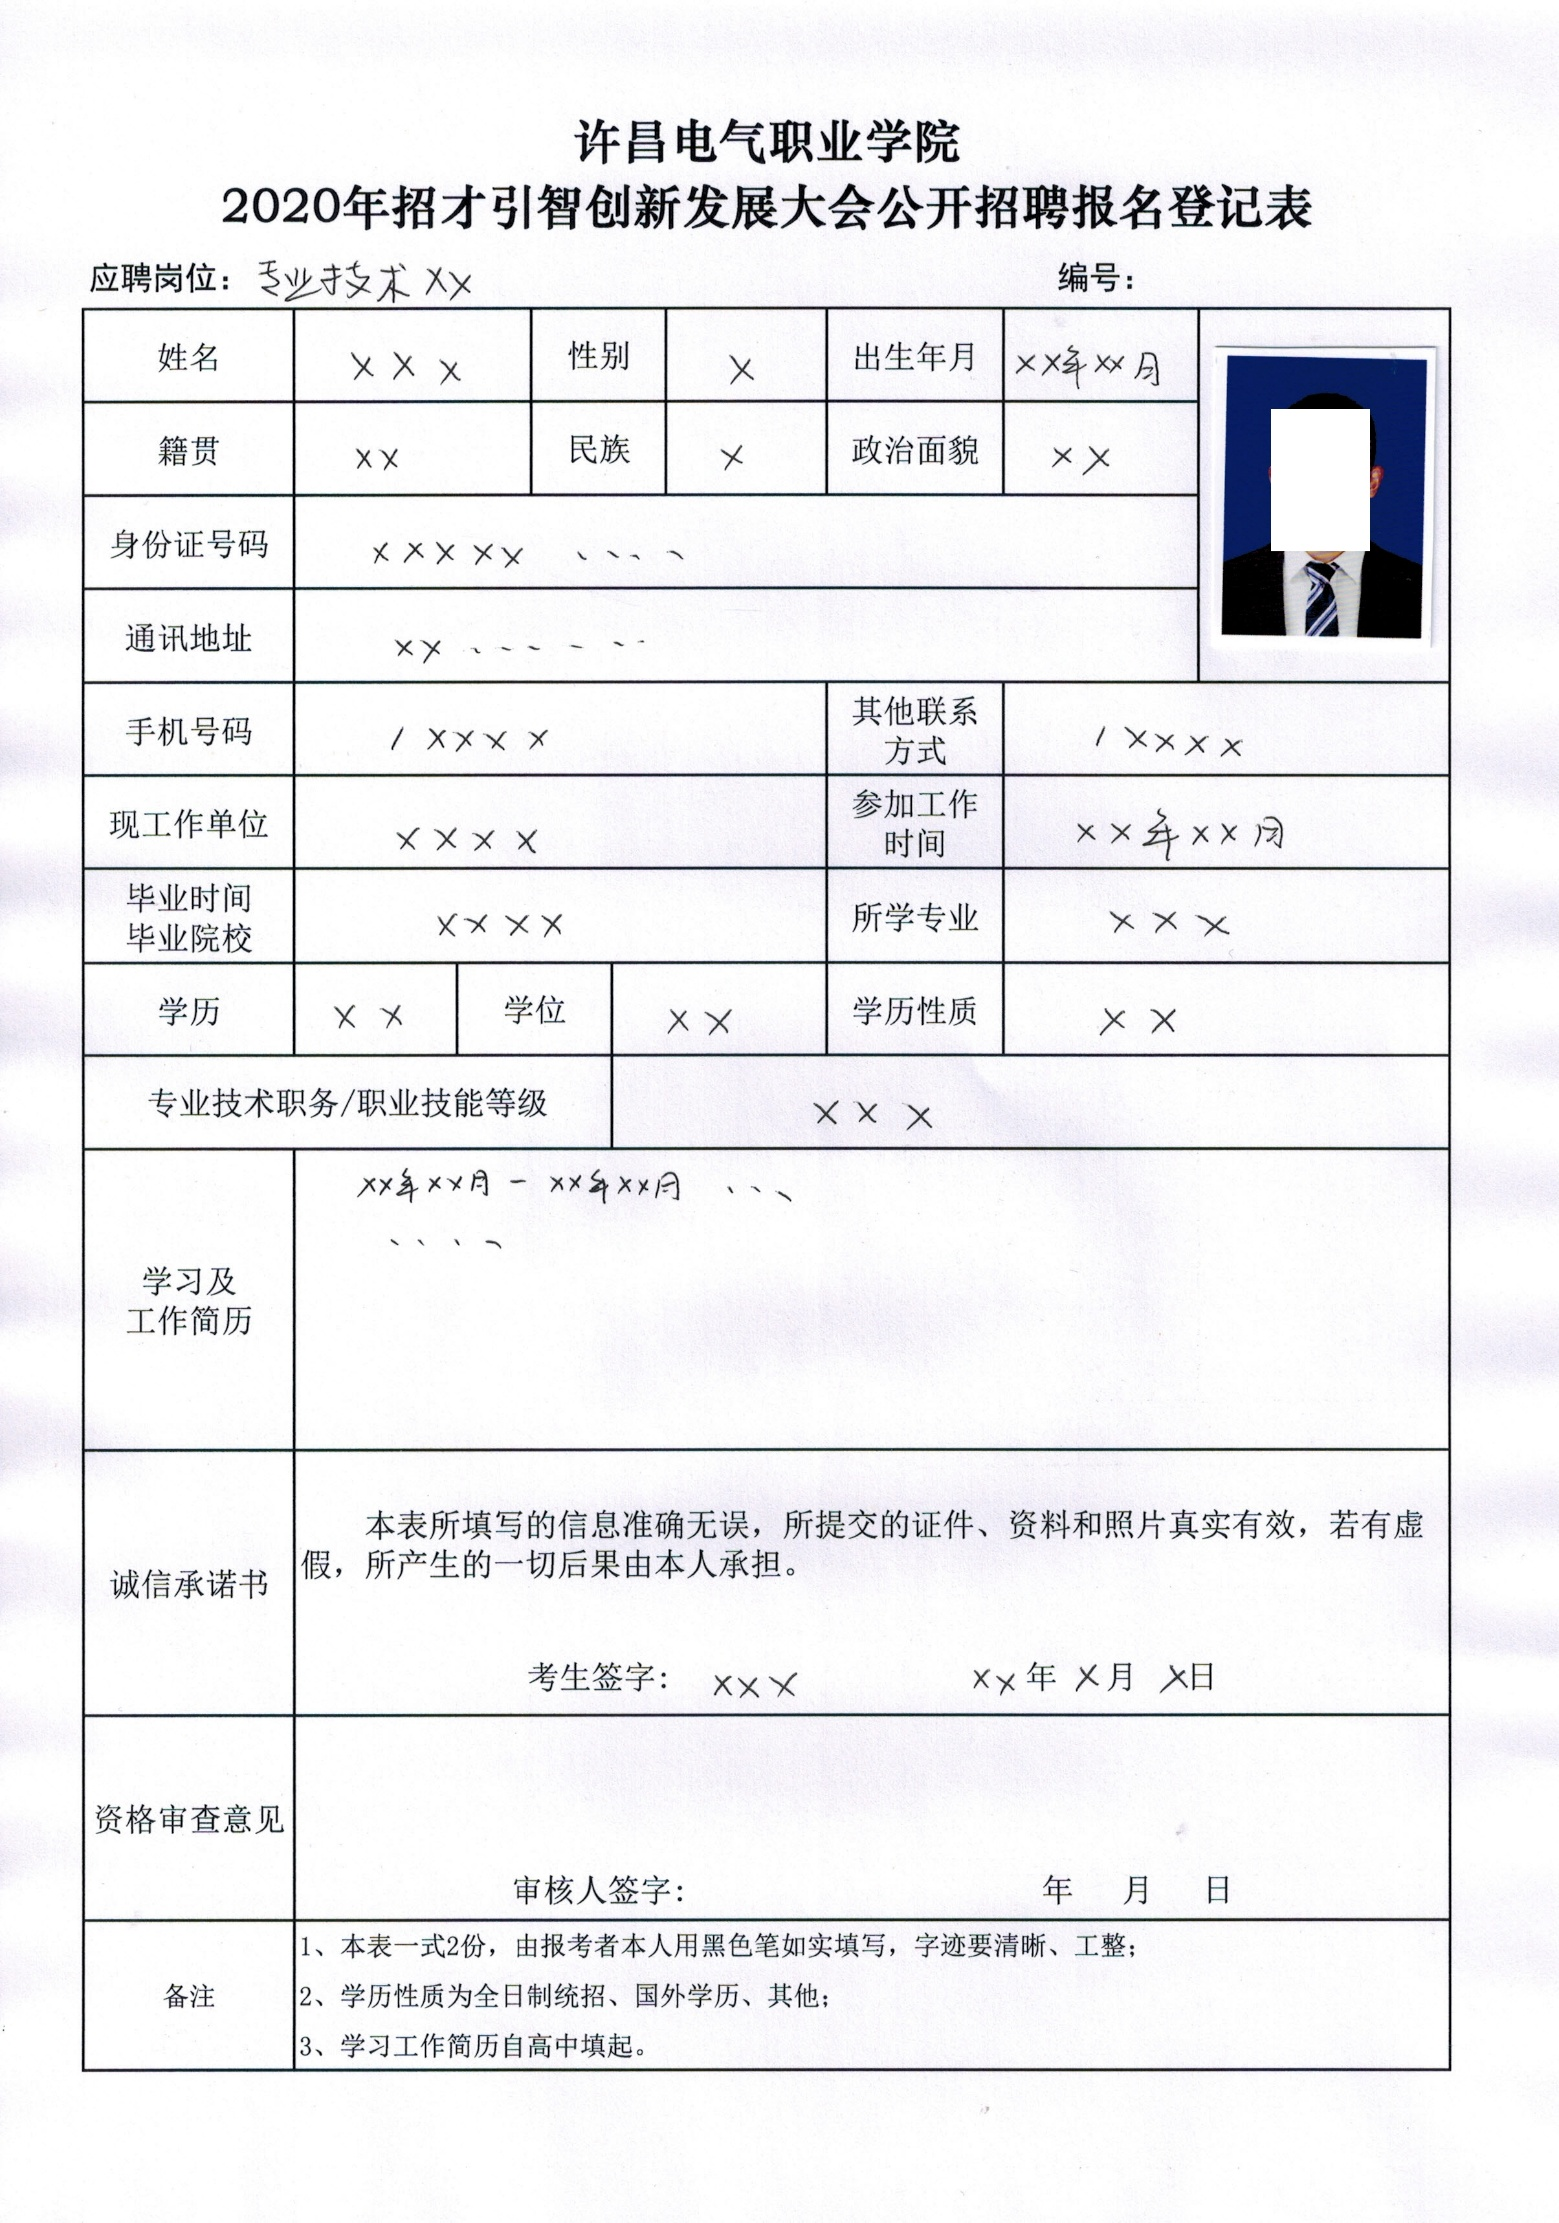 许昌电气职业学院
2020年招才引智创新发展大会公开招聘报名登记表
应聘岗位：专业技术XX 编号：
姓名 XXX 性别 X 出生年月 XX年XX月
籍贯 XX 民族 X 政治面貌 XX
身份证号码 XXXXX ....
通讯地址 XX ......
手机号码 1XXXX 其他联系
方式 1XXXX
现工作单位 XXXX 参加工作
时间 XX年XX月
毕业时间
毕业院校 XXXX 所学专业 XXX
学历 XX 学位 XX 学历性质 XX
专业技术职务/职业技能等级 XXX
学习及
工作简历
XX年XX月-XX年XX月 ...
....
诚信承诺书
本表所填写的信息准确无误，所提交的证件、资料和照片真实有效，若有虚
假，所产生的一切后果由本人承担。
考生签字: XXX XX年X月X日
资格审查意见
审核人签字: 年 月 日
备注
1、本表一式2份，由报考者本人用黑色笔如实填写，字迹要清晰、工整；
2、学历性质为全日制统招、国外学历、其他；
3、学习工作简历自高中填起。